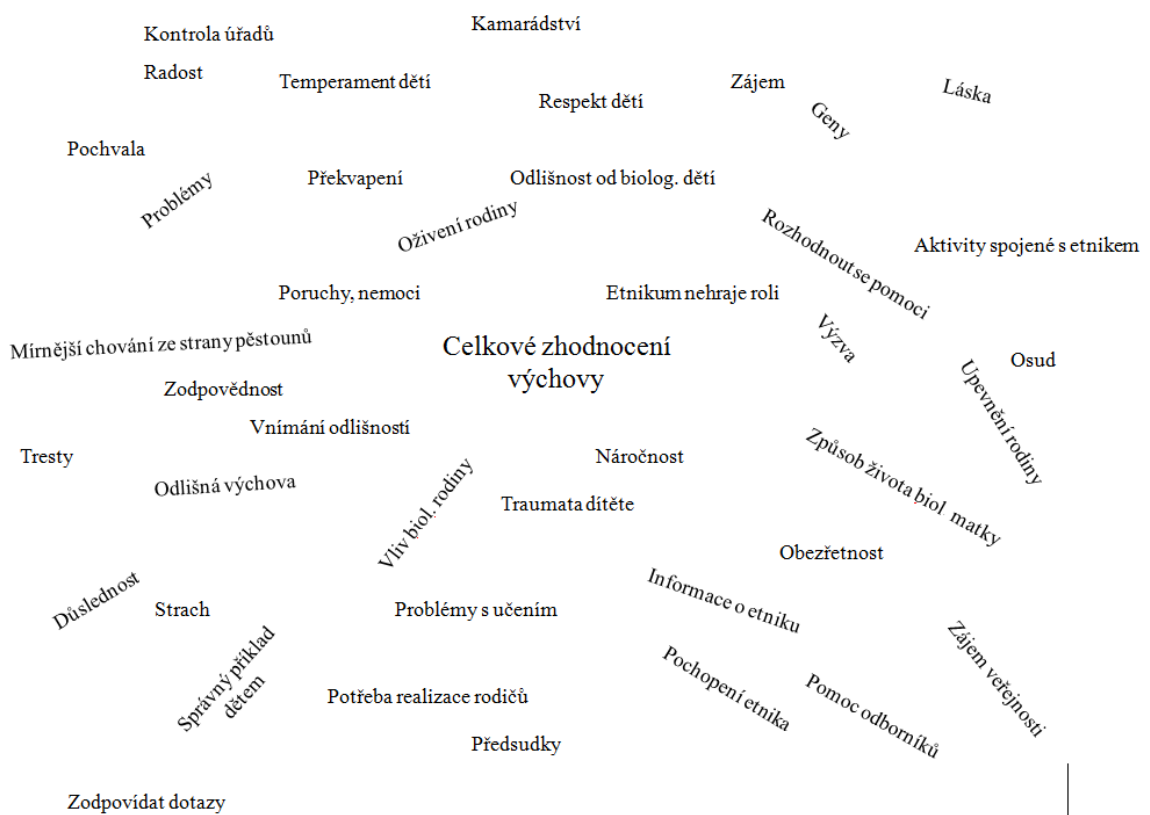 Kamarádství
Kontrola úřadů
Radost
Temperament dětí
Zájem
Láska
Respekt dětí
Geny
Pochvala
Problémy
Překvapení
Odlišnost od biolog. dětí
Oživení rodiny
Rozhodnout se pomoci
Aktivity spojené s etnikem
Poruchy, nemoci
Etnikum nehraje roli
Mírnější chování ze strany pěstounů
Celkové zhodnocení
výchovy
Výzva
Osud
Zodpovědnost
Upevnění rodiny
Vnímání odlišností
Tresty
Náročnost
Způsob života biol. matky
Odlišná výchova
Vliv biol. rodiny
Traumata dítěte
Obezřetnost
Důslednost
Strach
Problémy s učením
Informace o etniku
Zájem veřejnosti
Správný příklad
dětem
Potřeba realizace rodičů
Pochopení etnika
Pomoc odborníků
Předsudky
Zodpovídat dotazy